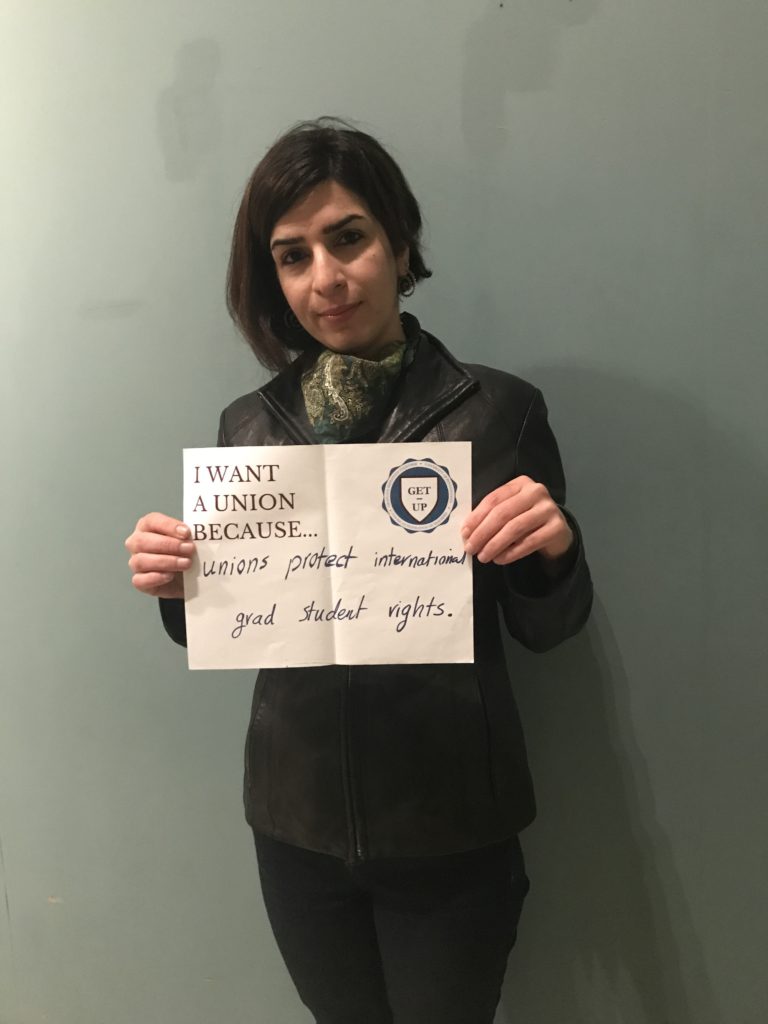 I WANT
A UNION
BECAUSE...
GET
–
UP
unions protect international
grad student rights.